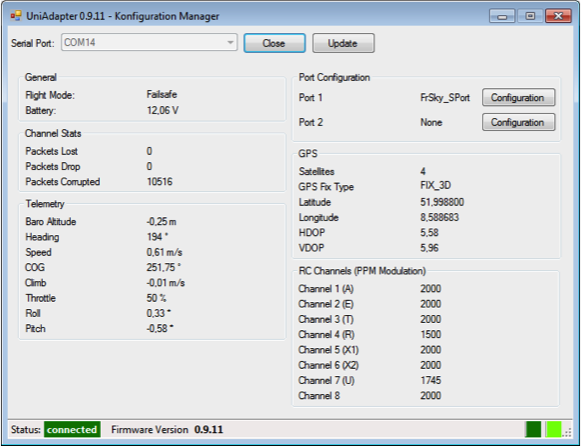 UniAdapter 0.9.11 - Konfiguration Manager
Serial Port: COM14 Close Update
General
Flight Mode: Failsafe
Battery: 12,06 V
Channel Stats
Packets Lost 0
Packets Drop 0
Packets Corrupted 10516
Telemetry
Baro Altitude -0,25 m
Heading 194 °
Speed 0,61 m/s
COG 251,75 °
Climb -0,01 m/s
Throttle 50 %
Roll 0,33 °
Pitch -0,58 °
Port Configuration
Port 1 FrSky_SPort Configuration
Port 2 None Configuration
GPS
Satellites 4
GPS Fix Type FIX_3D
Latitude 51,998800
Longitude 8,588683
HDOP 5,58
VDOP 5,96
RC Channels (PPM Modulation)
Channel 1 (A) 2000
Channel 2 (E) 2000
Channel 3 (T) 2000
Channel 4 (R) 1500
Channel 5 (X1) 2000
Channel 6 (X2) 2000
Channel 7 (U) 1745
Channel 8 2000
Status: connected Firmware Version 0.9.11